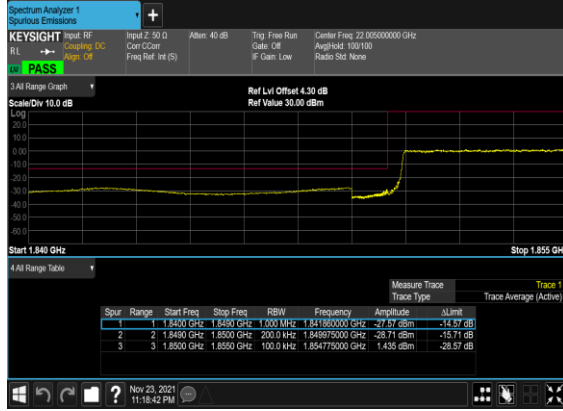 Spectrum Analyzer 1
Spurious Emissions
+
KEYSIGHT Input: RF Input Z: 50 Ω Atten: 40 dB Trig: Free Run Center Freq: 22.005000000 GHz
RL Coupling: DC Corr CCorr Gate: Off Avg|Hold: 100/100
Align: Off Freq Ref: Int (S) IF Gain: Low Radio Std: None
PASS
3 All Range Graph Ref Lvl Offset 4.30 dB
Scale/Div 10.0 dB Ref Value 30.00 dBm
Log
20.0
10.0
0.00
-10.0
-20.0
-30.0
-40.0
-50.0
-60.0
Start 1.840 GHz Stop 1.855 GH
4 All Range Table
Measure Trace Trace 1
Trace Type Trace Average (Active)
Spur Range Start Freq Stop Freq RBW Frequency Amplitude ΔLimit
1 1 1.8400 GHz 1.8490 GHz 1.000 MHz 1.841860000 GHz -27.57 dBm -14.57 dB
2 2 1.8490 GHz 1.8500 GHz 200.0 kHz 1.849975000 GHz -28.71 dBm -15.71 dB
3 3 1.8500 GHz 1.8550 GHz 100.0 kHz 1.854775000 GHz 1.435 dBm -28.57 dB
? Nov 23, 2021
11:18:42 PM